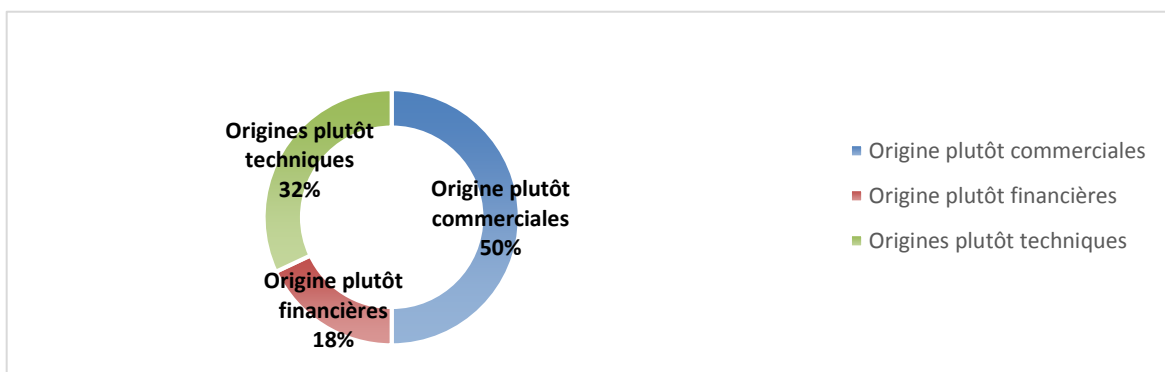 Origines plutôt
techniques
32%
Origine plutôt
commerciales
50%
Origine plutôt
financières
18%
Origine plutôt commerciales
Origine plutôt financières
Origines plutôt techniques